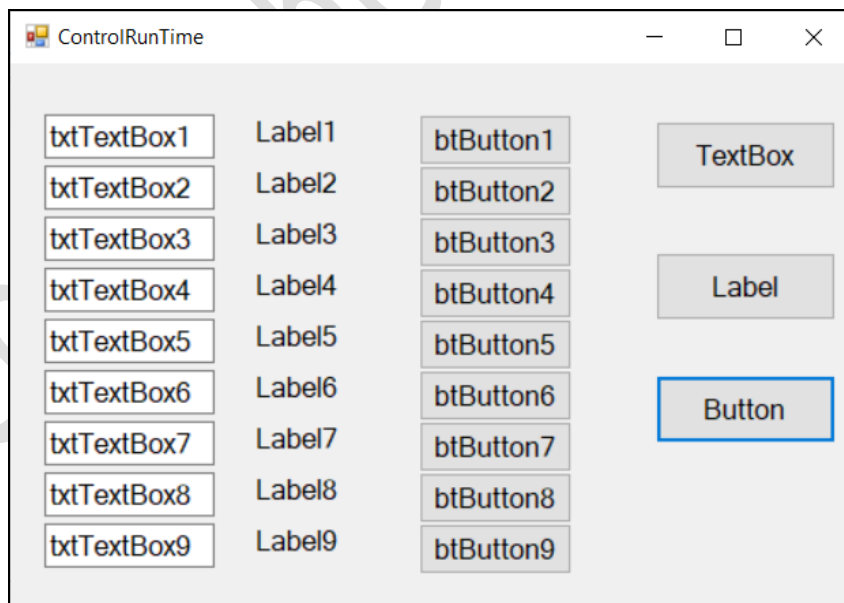 ControlRunTime
txtTextBox1 Label1 btButton1 TextBox
txtTextBox2 Label2 btButton2
txtTextBox3 Label3 btButton3
txtTextBox4 Label4 btButton4 Label
txtTextBox5 Label5 btButton5
txtTextBox6 Label6 btButton6 Button
txtTextBox7 Label7 btButton7
txtTextBox8 Label8 btButton8
txtTextBox9 Label9 btButton9